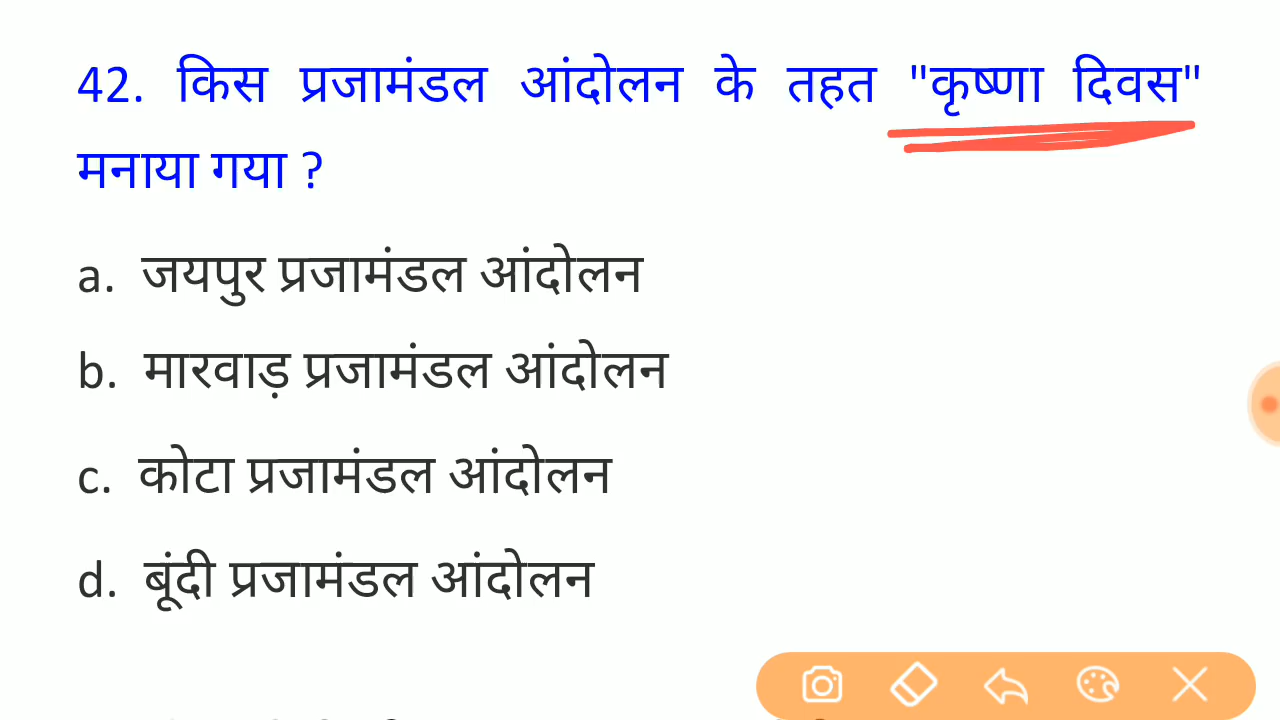 42. किस प्रजामंडल आंदोलन के तहत "कृष्णा दिवस"
मनाया गया ?
a. जयपुर प्रजामंडल आंदोलन
b. मारवाड़ प्रजामंडल आंदोलन
c. कोटा प्रजामंडल आंदोलन
d. बूंदी प्रजामंडल आंदोलन